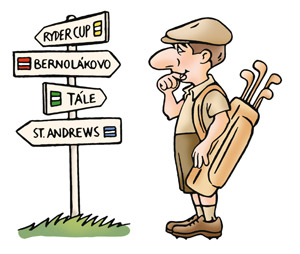 RYDER CUP
BERNOLÁKOVO
TÁLE
ST. ANDREWS